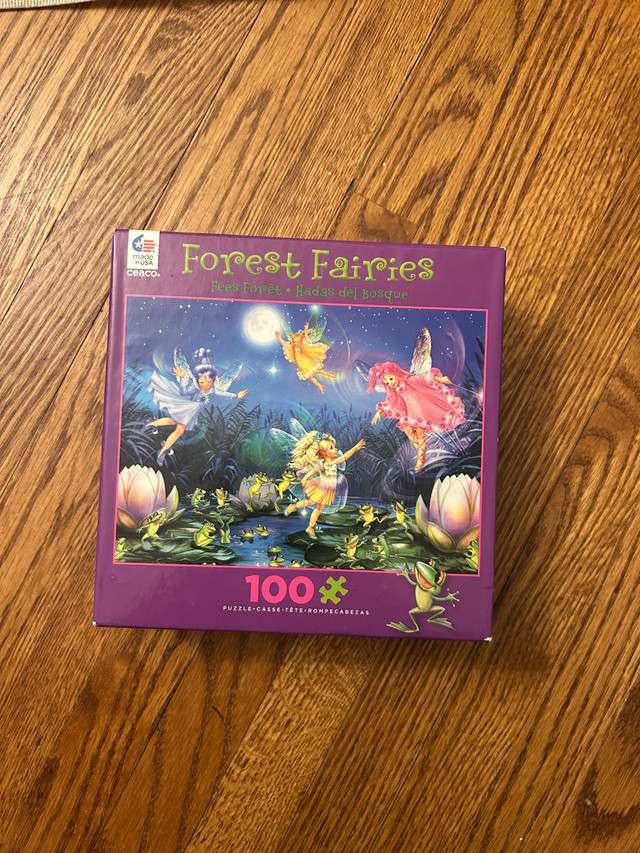 made
in USA
ceaco®
Forest Fairies
Fées Forêt • Hadas del Bosque
100
PUZZLE•CASSE-TÊTE•ROMPECABEZAS